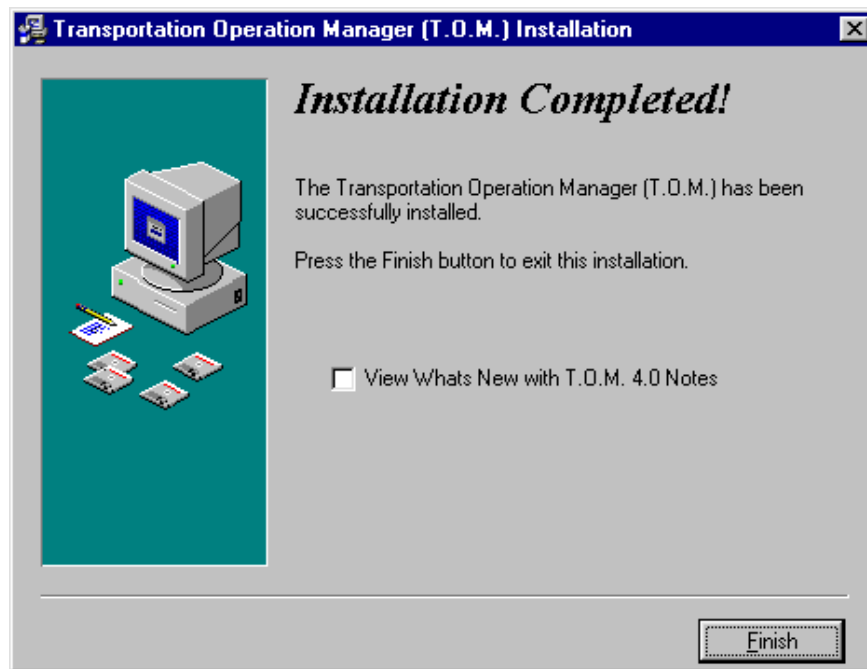 Transportation Operation Manager (T.O.M.) Installation
Installation Completed!
The Transportation Operation Manager (T.O.M.) has been
successfully installed.
Press the Finish button to exit this installation.
View Whats New with T.O.M. 4.0 Notes
Finish